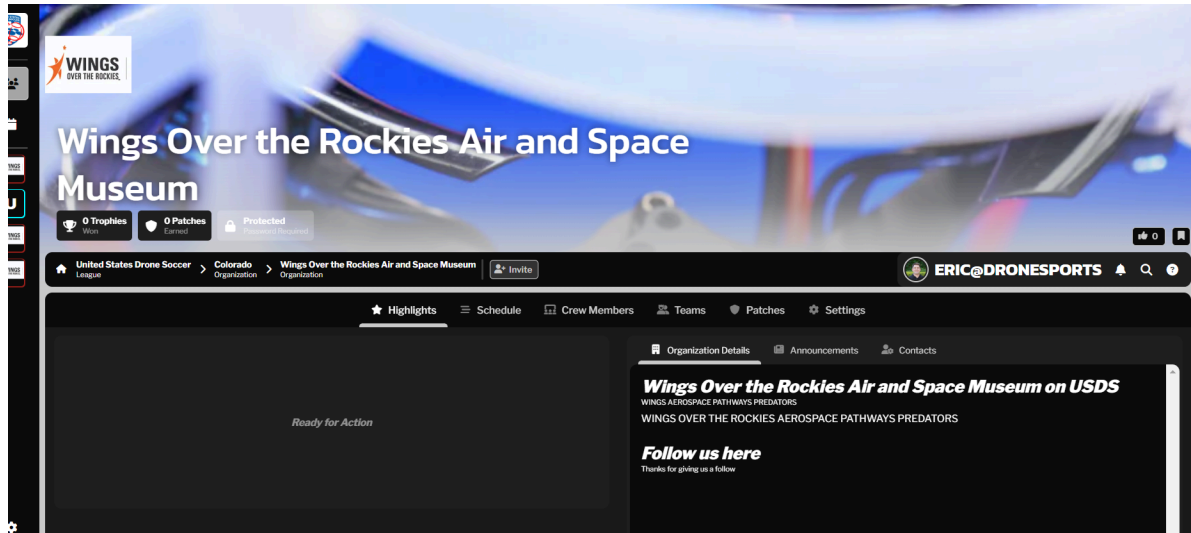 WINGS
OVER THE ROCKIES
Wings Over the Rockies Air and Space
Museum
0 Trophies
Won
0 Patches
Earned
Protected
Password Required
0
United States Drone Soccer
League
Colorado
Organization
Wings Over the Rockies Air and Space Museum
Organization
Invite
ERIC@DRONESPORTS
Highlights
Schedule
Crew Members
Teams
Patches
Settings
Ready for Action
Organization Details
Announcements
Contacts
Wings Over the Rockies Air and Space Museum on USDS
WINGS AEROSPACE PATHWAYS PREDATORS
WINGS OVER THE ROCKIES AEROSPACE PATHWAYS PREDATORS
Follow us here
Thanks for giving us a follow